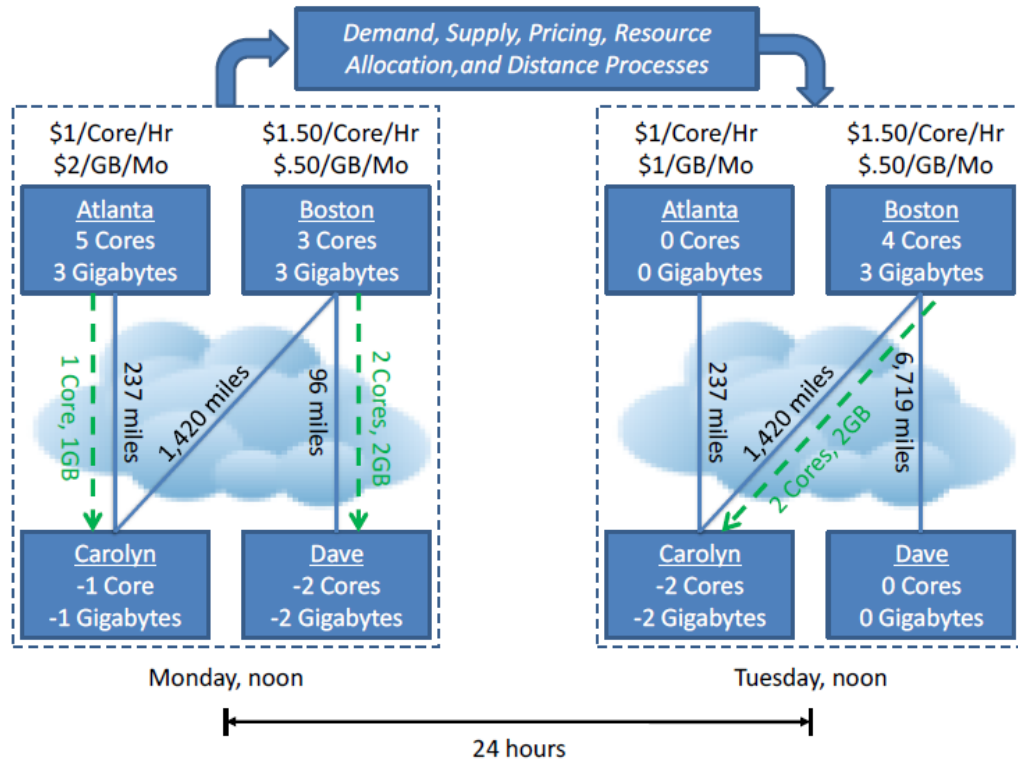 Demand, Supply, Pricing, Resource
Allocation,and Distance Processes
$1/Core/Hr
$2/GB/Mo
$1.50/Core/Hr
$.50/GB/Mo
Atlanta
5 Cores
3 Gigabytes
Boston
3 Cores
3 Gigabytes
1 Core, 1GB
237 miles
1,420 miles
96 miles
2 Cores, 2GB
Carolyn
-1 Core
-1 Gigabytes
Dave
-2 Cores
-2 Gigabytes
Monday, noon
$1/Core/Hr
$1/GB/Mo
$1.50/Core/Hr
$.50/GB/Mo
Atlanta
0 Cores
0 Gigabytes
Boston
4 Cores
3 Gigabytes
237 miles
1,420 miles
2 Cores, 2GB
6,719 miles
Carolyn
-2 Cores
-2 Gigabytes
Dave
0 Cores
0 Gigabytes
Tuesday, noon
24 hours